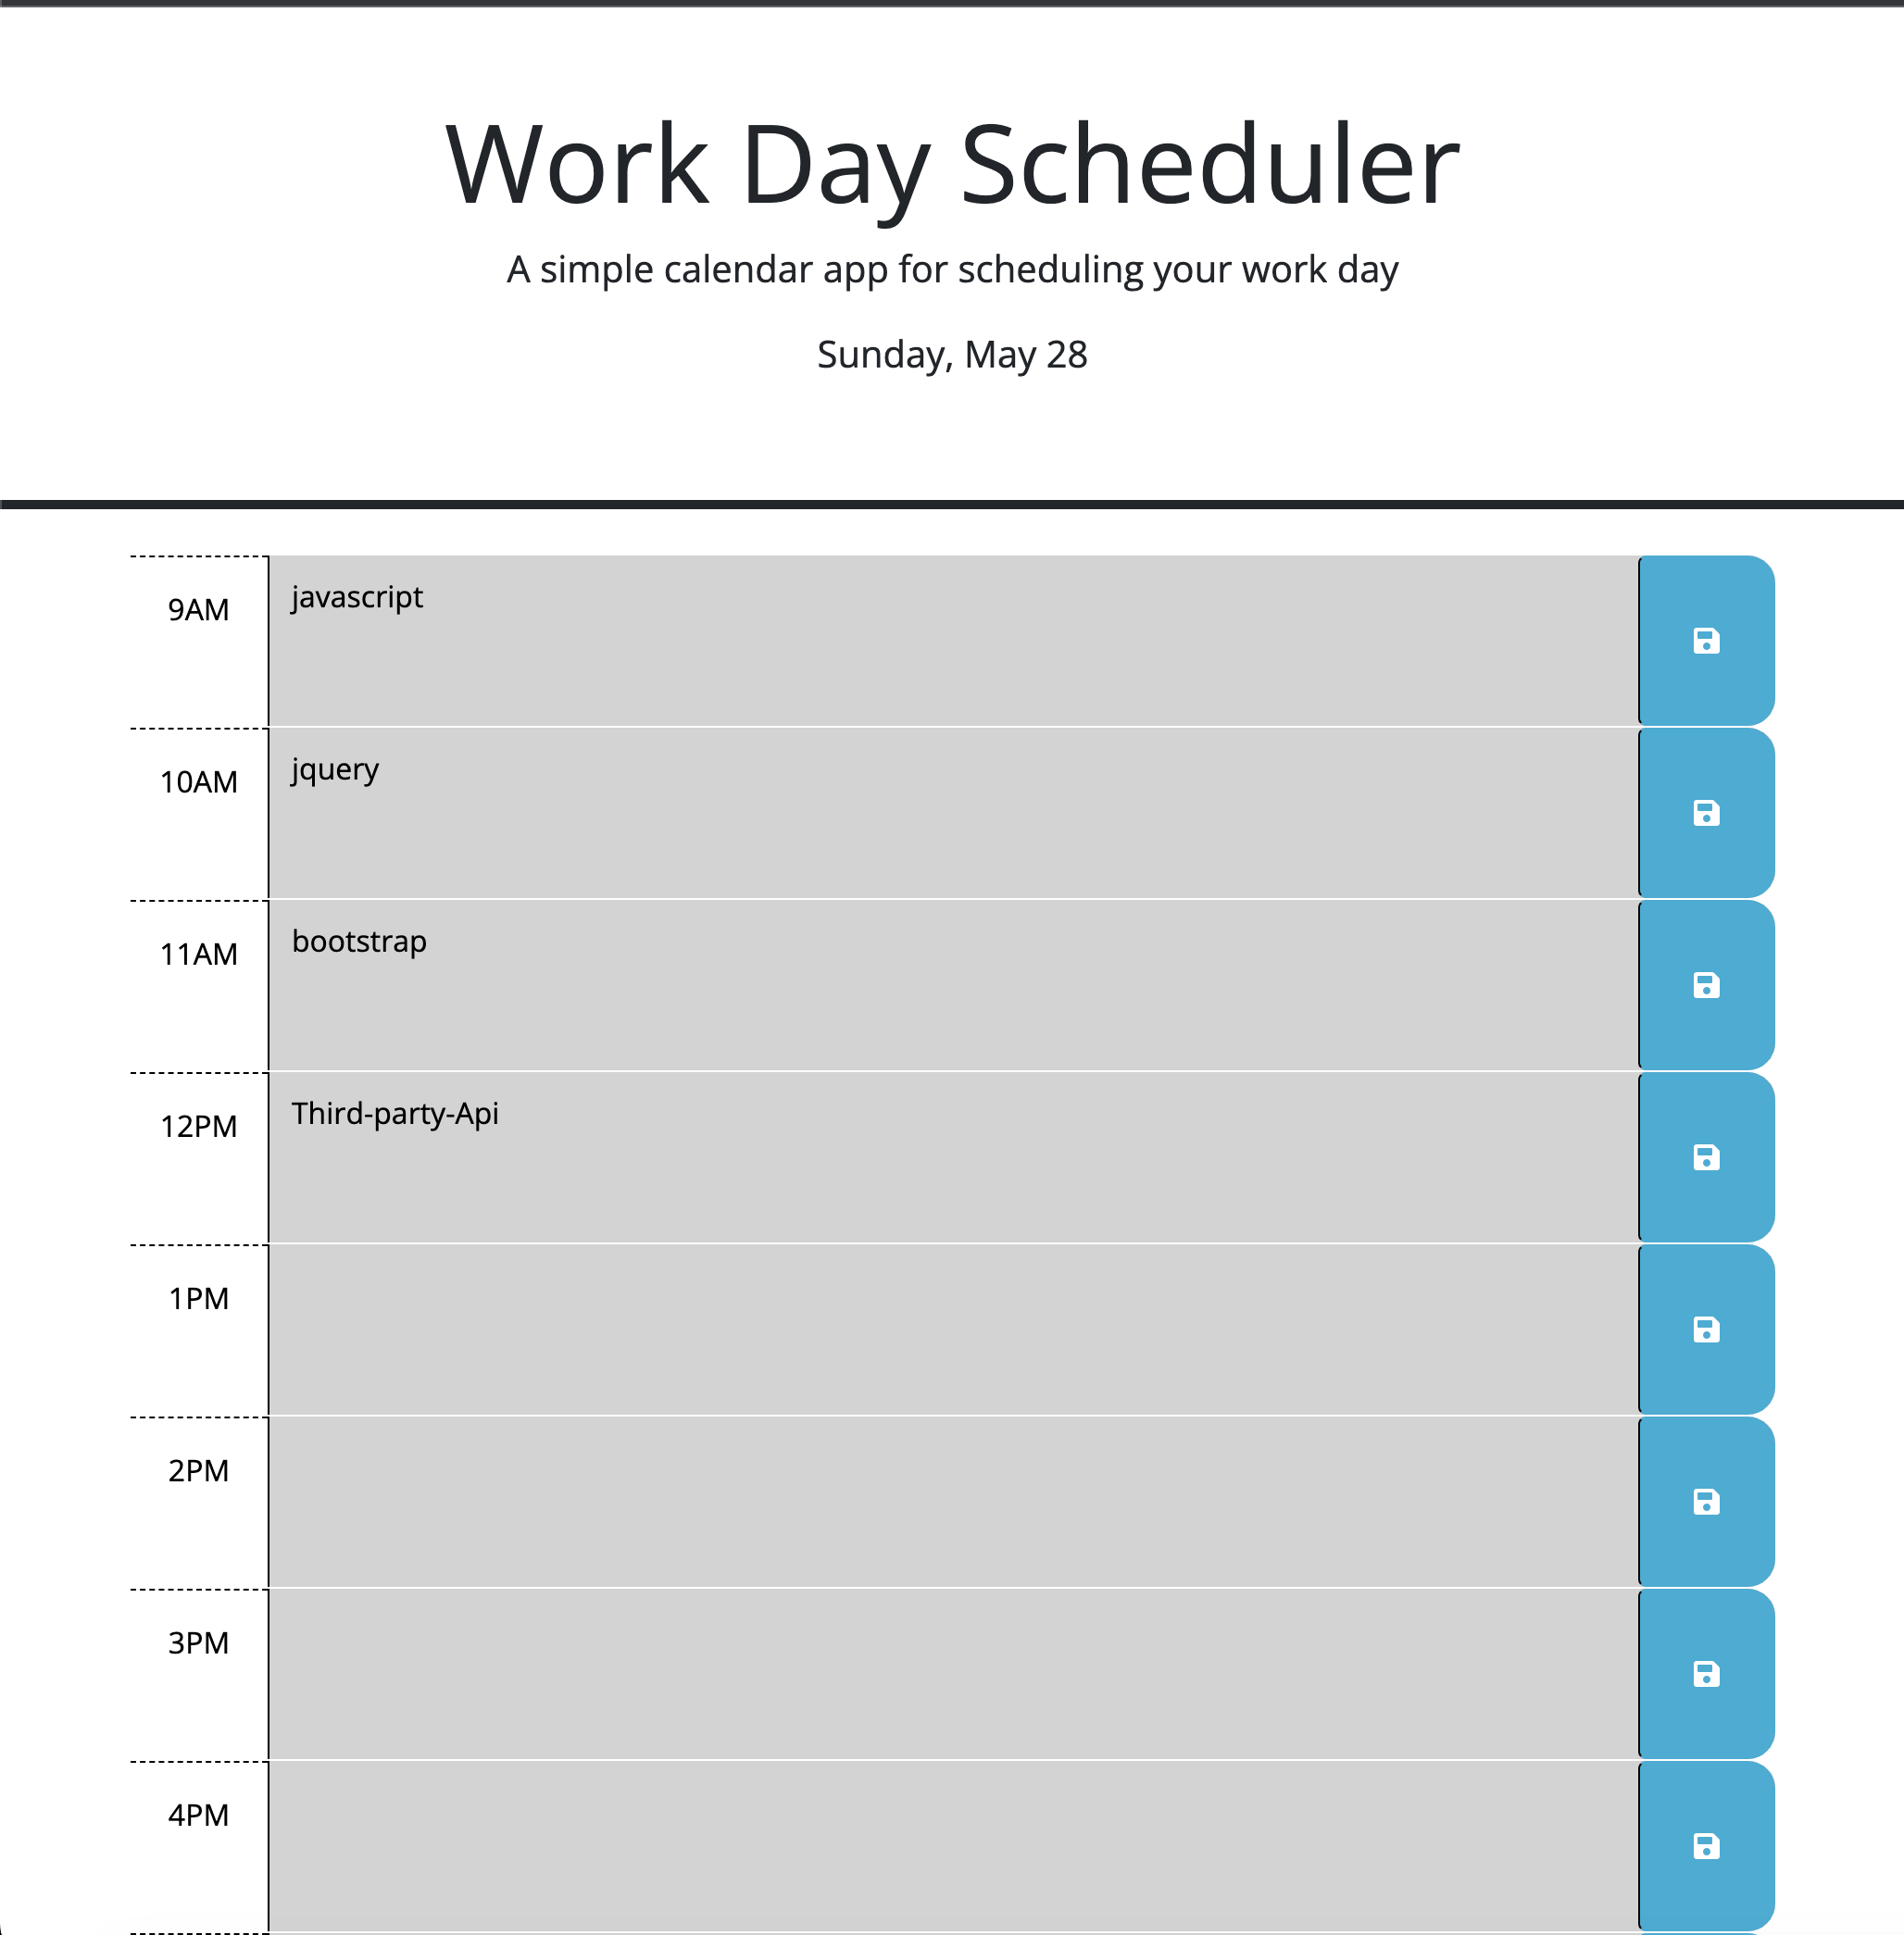 Work Day Scheduler
A simple calendar app for scheduling your work day
Sunday, May 28
9AM
javascript
10AM
jquery
11AM
bootstrap
12PM
Third-party-Api
1PM
2PM
3PM
4PM